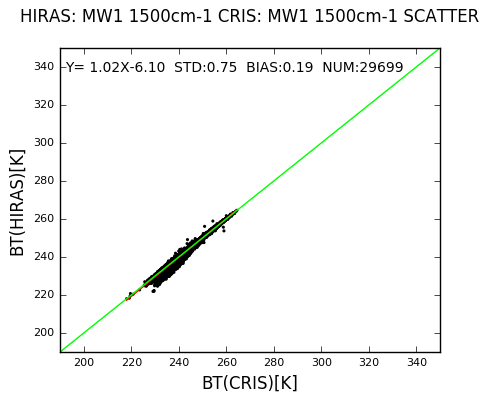 HIRAS: MW1 1500cm-1 CRIS: MW1 1500cm-1 SCATTER
Y= 1.02X-6.10 STD:0.75 BIAS:0.19 NUM:29699
340
320
300
280
260
240
220
200
BT(HIRAS)[K]
200 220 240 260 280 300 320 340
BT(CRIS)[K]